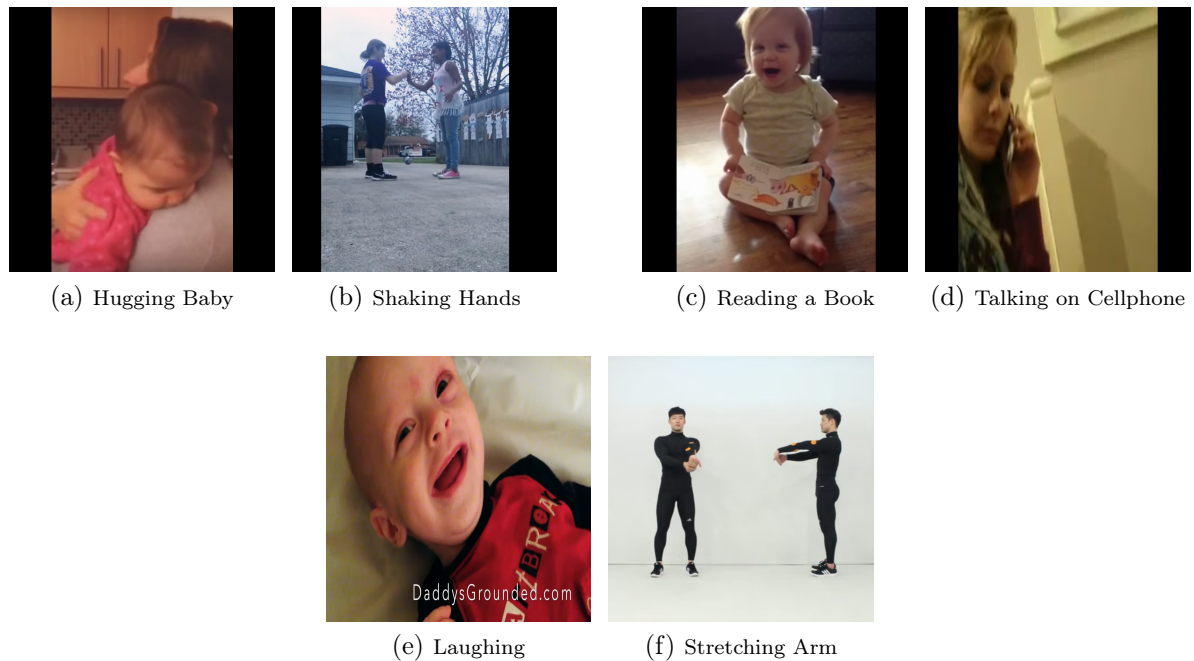 (a) Hugging Baby
(b) Shaking Hands
(c) Reading a Book
(d) Talking on Cellphone
DaddysGrounded.com
(e) Laughing
(f) Stretching Arm